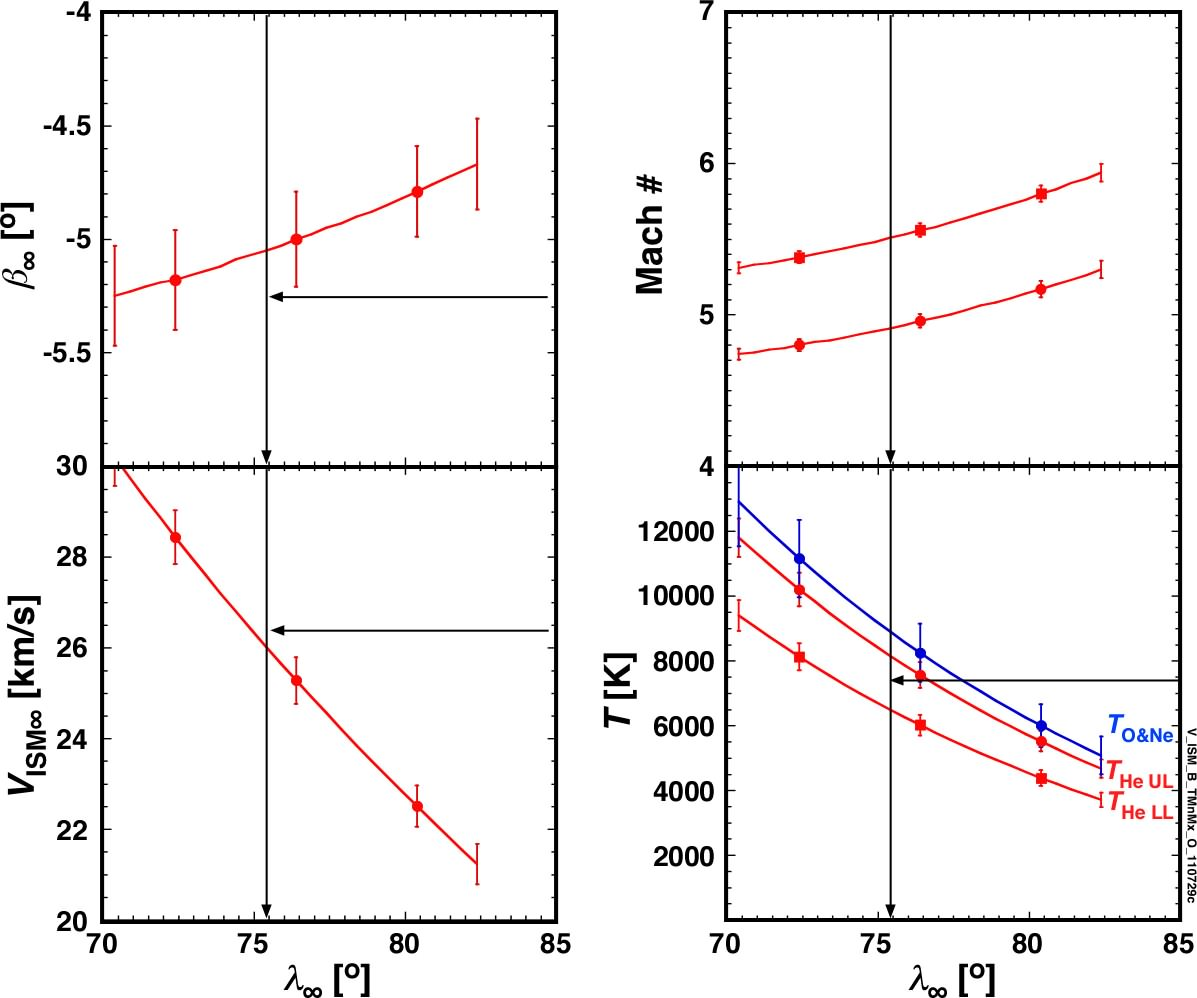 -4
-4.5
-5
-5.5
β∞ [º]
30
28
26
24
22
20
VISM∞ [km/s]
70 75 80 85
λ∞ [º]
7
6
5
4
Mach #
12000
10000
8000
6000
4000
2000
T [K]
TO&Ne
THe UL
THe LL
70 75 80 85
λ∞ [º]
V_ISM_B_TMnMx_O_110729c